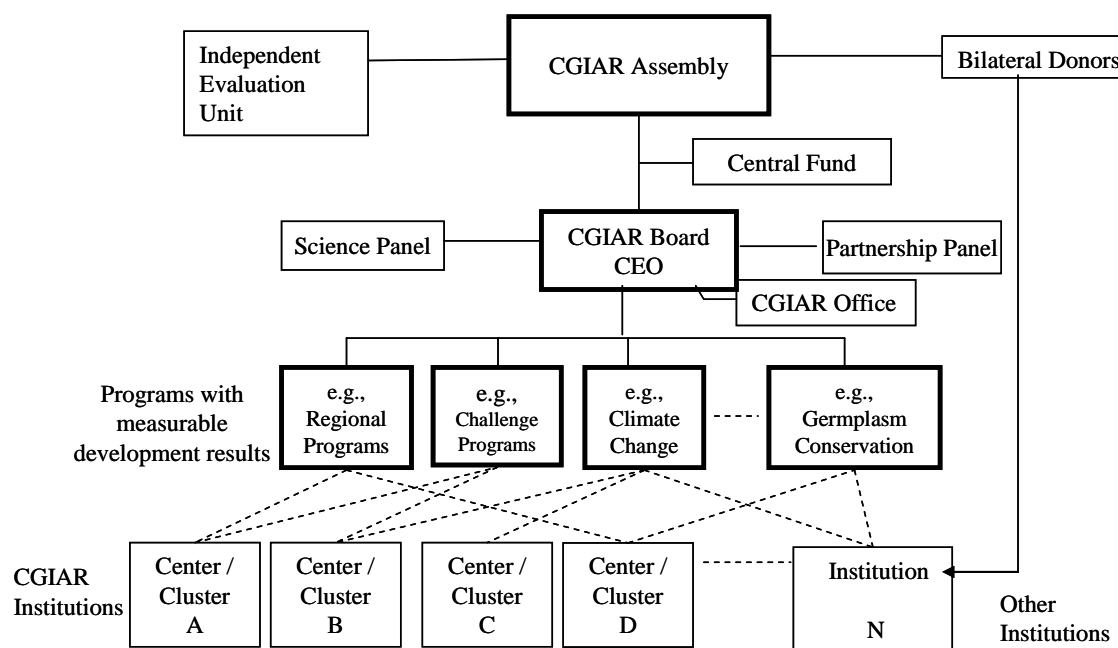 Independent
Evaluation
Unit
CGIAR Assembly
Bilateral Donors
Central Fund
Science Panel
CGIAR Board
CEO
Partnership Panel
CGIAR Office
Programs with
measurable
development results
e.g.,
Regional
Programs
e.g.,
Challenge
Programs
e.g.,
Climate
Change
e.g.,
Germplasm
Conservation
CGIAR
Institutions
Center /
Cluster
A
Center /
Cluster
B
Center /
Cluster
C
Center /
Cluster
D
Institution
N
Other
Institutions